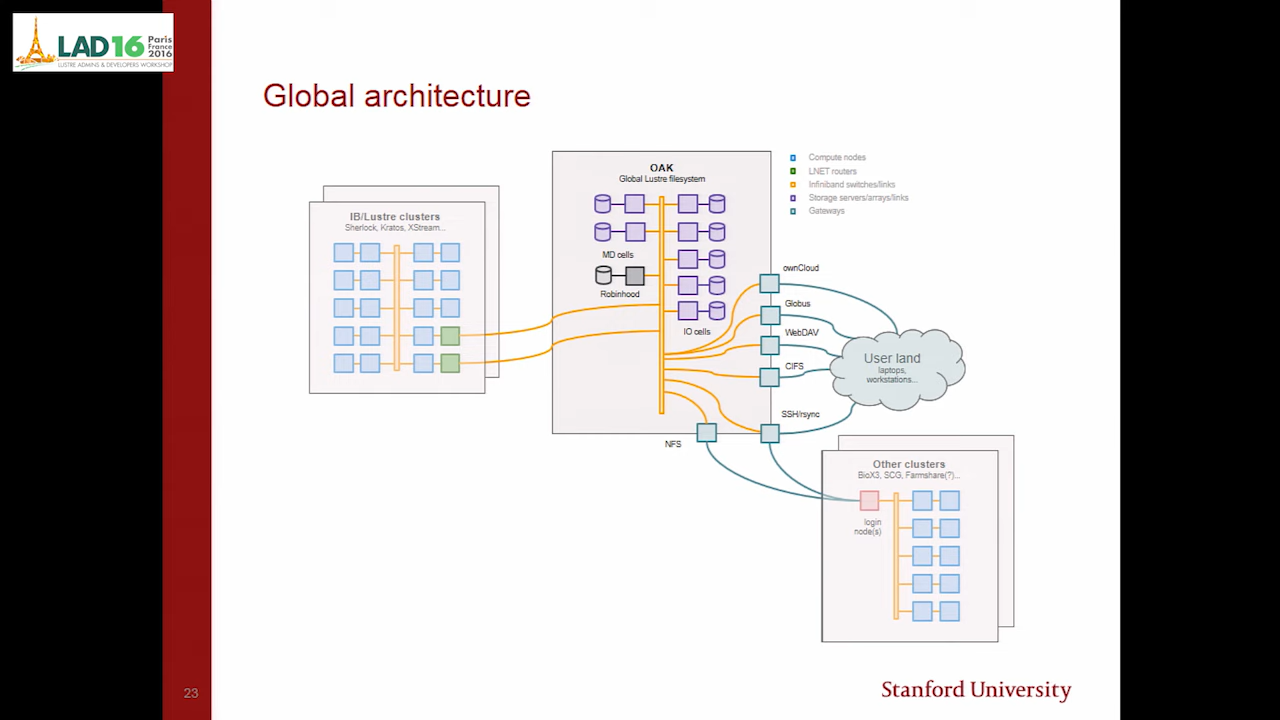 LAD16 Paris France 2016
LUSTRE ADMINS & DEVELOPERS WORKSHOP
Global architecture
OAK
Global Lustre filesystem
MD cells
Robinhood
IO cells
Compute nodes
LNET routers
Infiniband switches/links
Storage servers/arrays/links
Gateways
IB/Lustre clusters
Sherlock, Kratos, XStream...
ownCloud
Globus
WebDAV
CIFS
SSH/rsync
NFS
User land
laptops,
workstations...
Other clusters
BioX3, SCG, Farmshare(?)...
login
node(s)
23
Stanford University